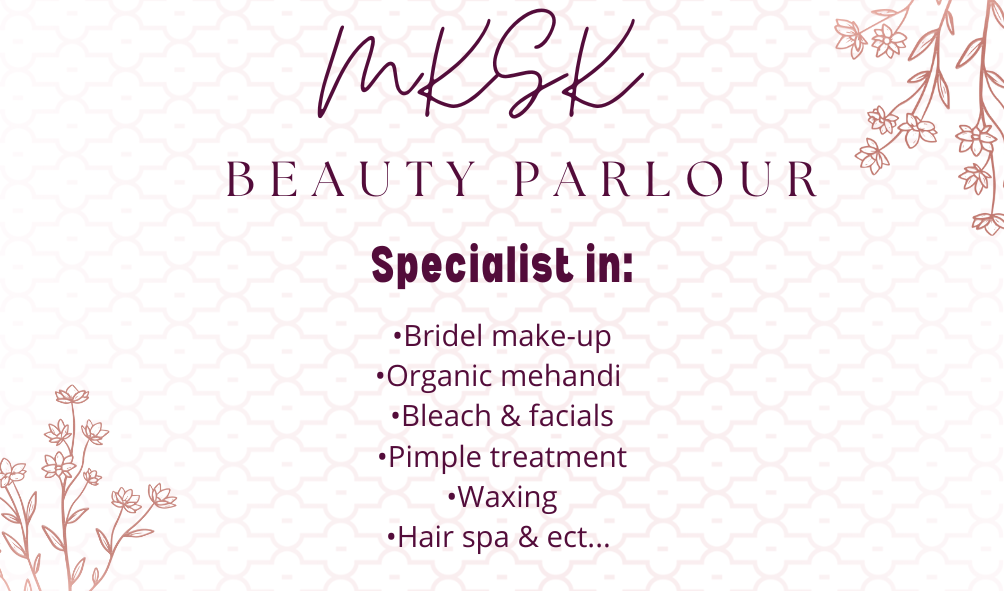 MKSK
BEAUTY PARLOUR
Specialist in:
•Bridel make-up
•Organic mehandi
•Bleach & facials
•Pimple treatment
•Waxing
•Hair spa & ect...